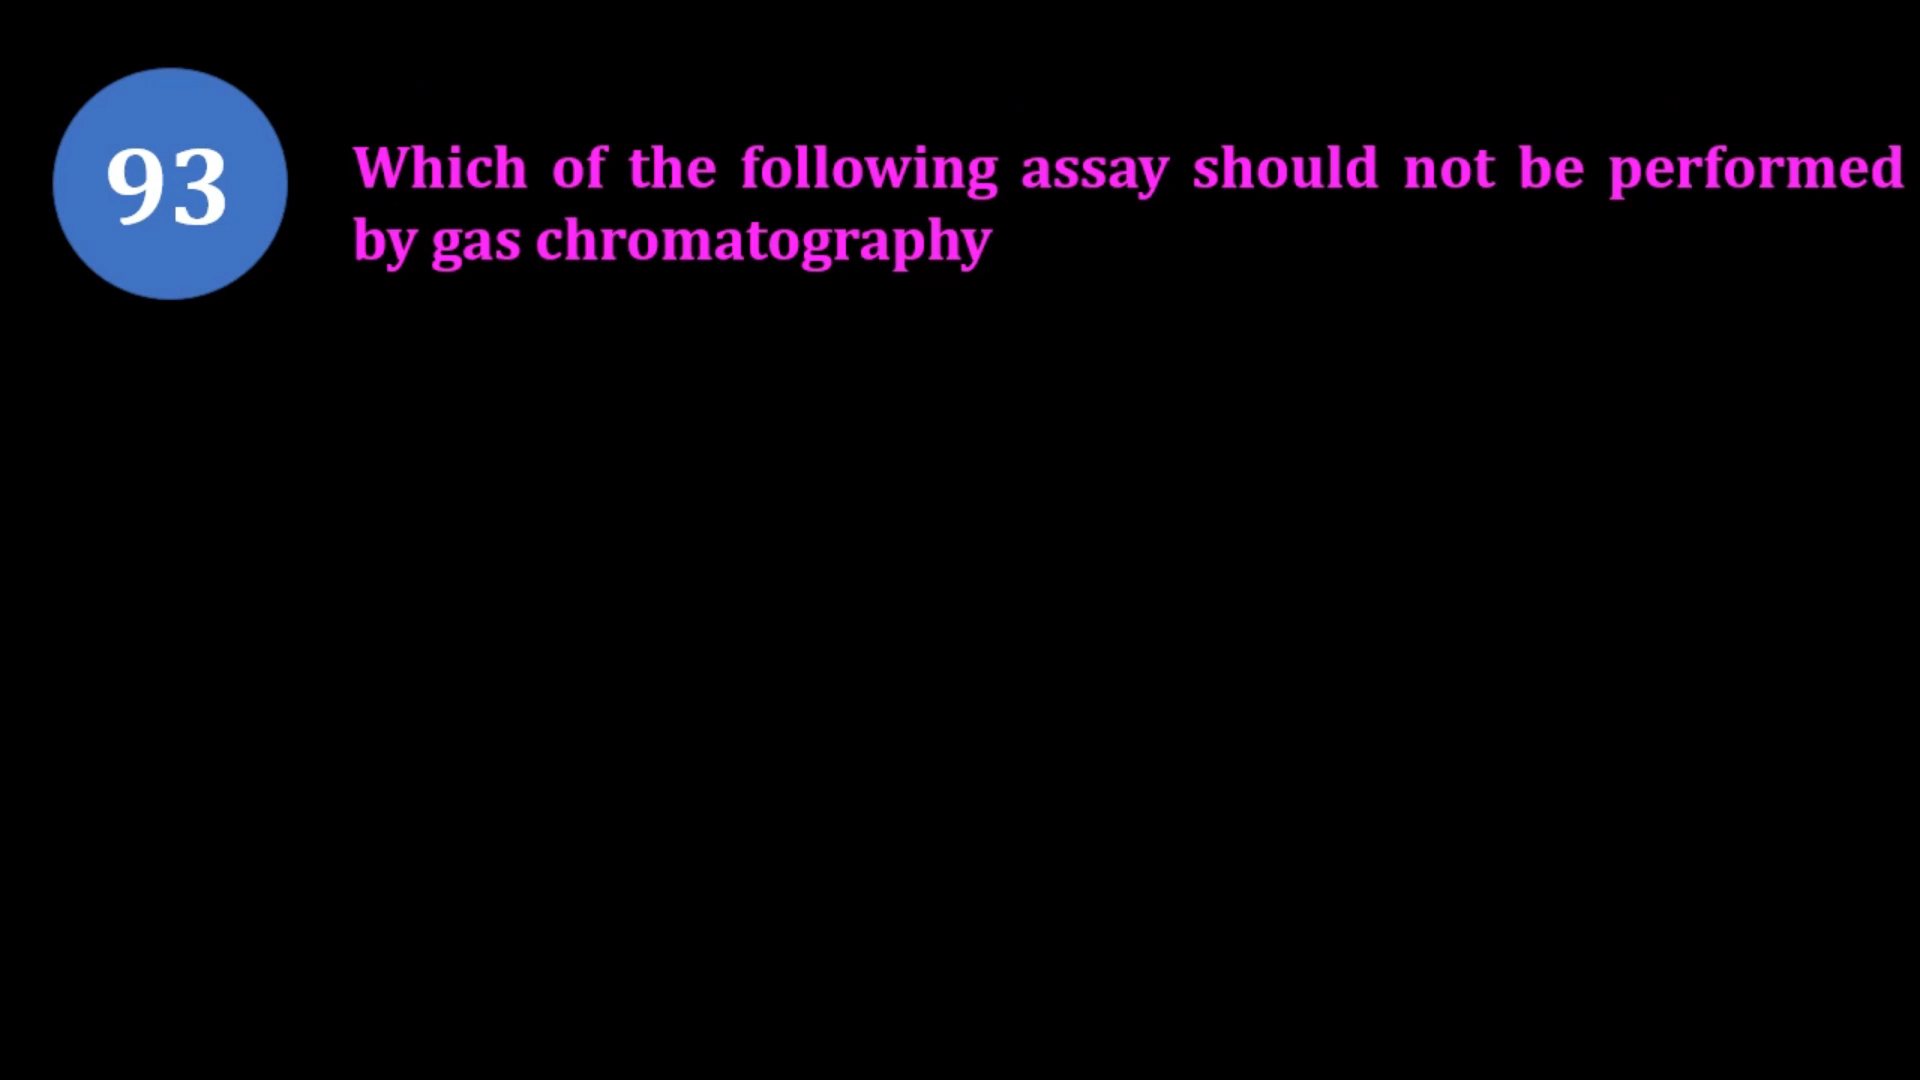 93
Which of the following assay should not be performed
by gas chromatography